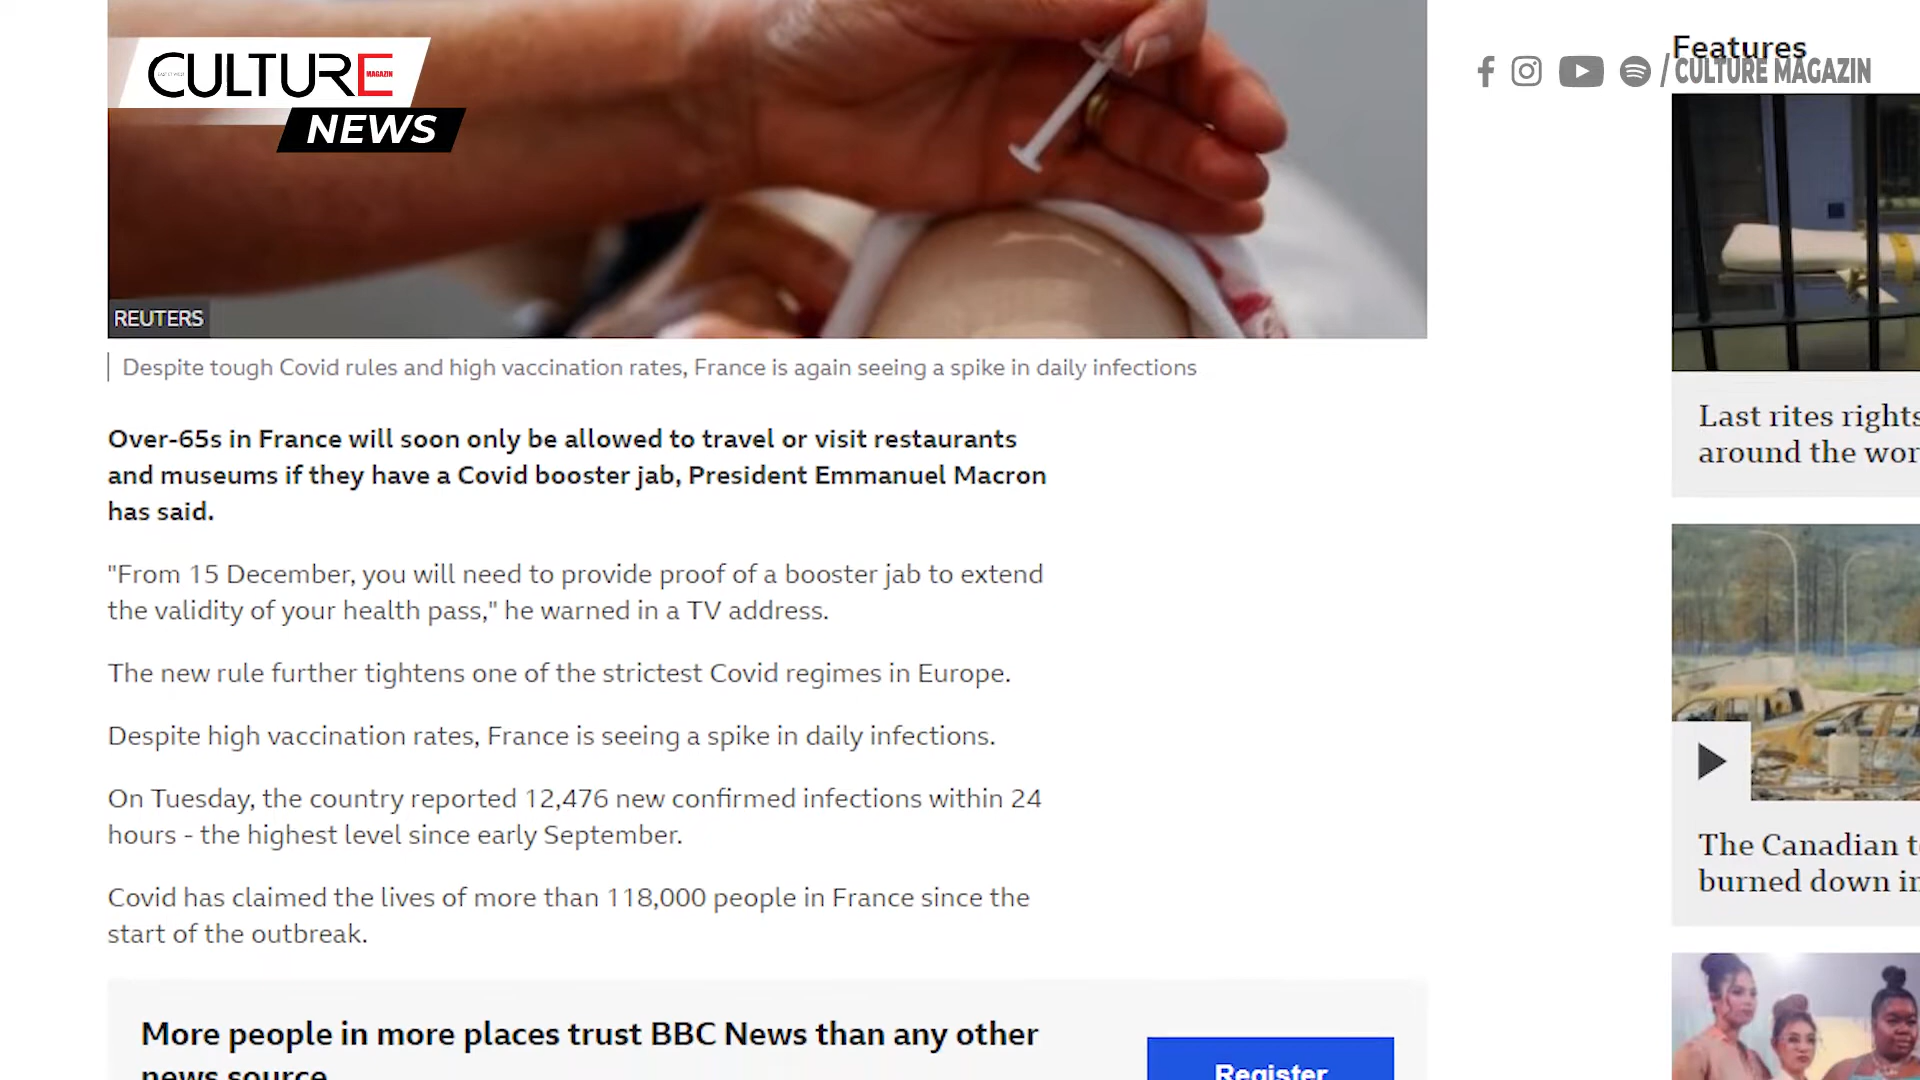 CULTURE
MAGAZIN
NEWS
/ CULTURE MAGAZIN
REUTERS
Despite tough Covid rules and high vaccination rates, France is again seeing a spike in daily infections
Over-65s in France will soon only be allowed to travel or visit restaurants
and museums if they have a Covid booster jab, President Emmanuel Macron
has said.
"From 15 December, you will need to provide proof of a booster jab to extend
the validity of your health pass," he warned in a TV address.
The new rule further tightens one of the strictest Covid regimes in Europe.
Despite high vaccination rates, France is seeing a spike in daily infections.
On Tuesday, the country reported 12,476 new confirmed infections within 24
hours - the highest level since early September.
Covid has claimed the lives of more than 118,000 people in France since the
start of the outbreak.
More people in more places trust BBC News than any other
news source
Register
Features
Last rites rights
around the wor
The Canadian t
burned down in